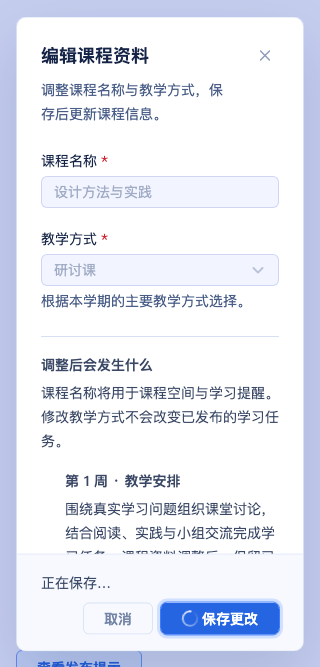 编辑课程资料
调整课程名称与教学方式，保
存后更新课程信息。
课程名称 *
设计方法与实践
教学方式 *
研讨课
根据本学期的主要教学方式选择。
调整后会发生什么
课程名称将用于课程空间与学习提醒。
修改教学方式不会改变已发布的学习任
务。
第 1 周 · 教学安排
围绕真实学习问题组织课堂讨论，
结合阅读、实践与小组交流完成学
正在保存…
取消
保存更改